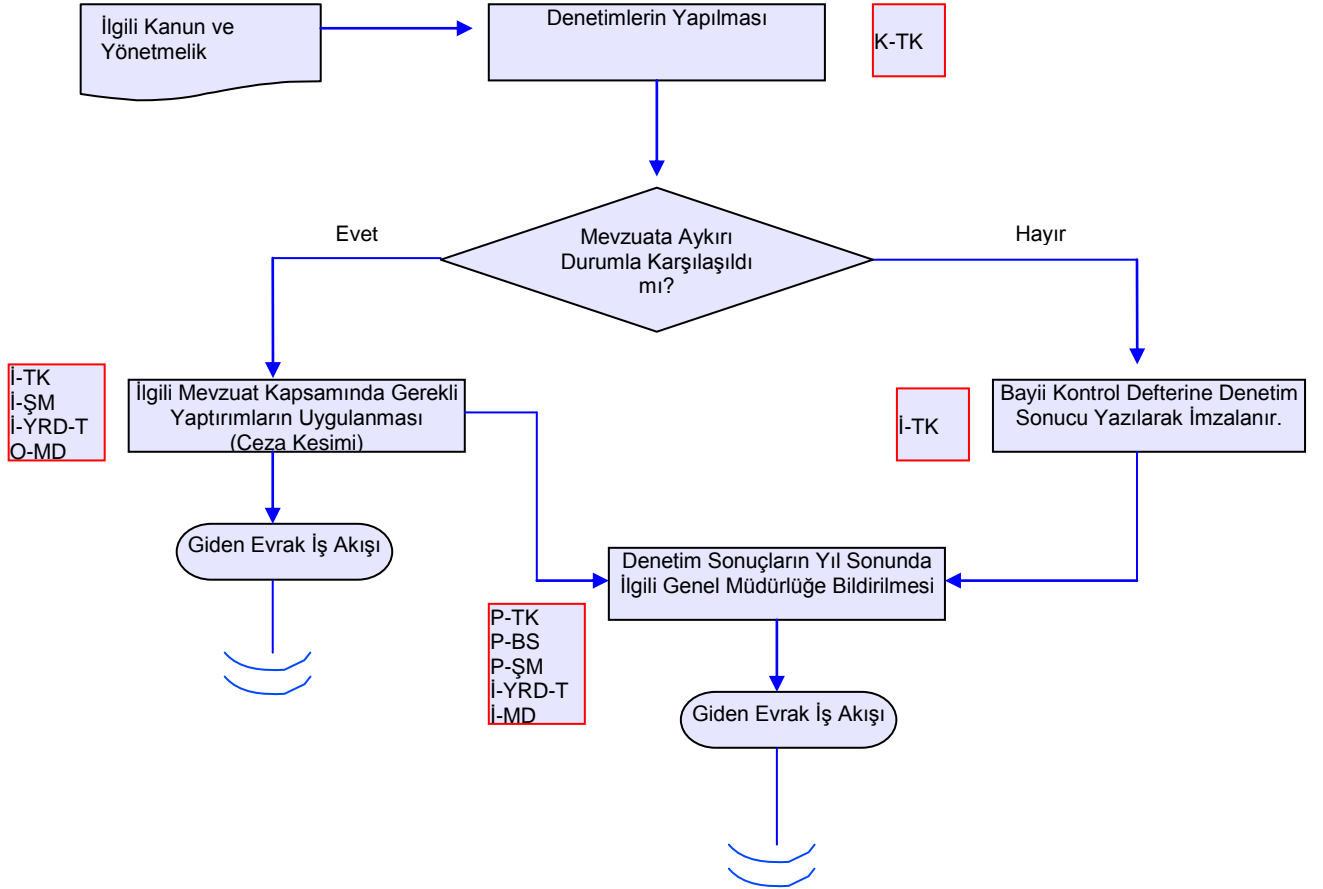 İlgili Kanun ve
Yönetmelik
Denetimlerin Yapılması
K-TK
Mevzuata Aykırı
Durumla Karşılaşıldı
mı?
Evet
Hayır
İ-TK
İ-ŞM
İ-YRD-T
O-MD
İlgili Mevzuat Kapsamında Gerekli
Yaptırımların Uygulanması
(Ceza Kesimi)
İ-TK
Bayii Kontrol Defterine Denetim
Sonucu Yazılarak İmzalanır.
Giden Evrak İş Akışı
Denetim Sonuçların Yıl Sonunda
İlgili Genel Müdürlüğe Bildirilmesi
P-TK
P-BS
P-ŞM
İ-YRD-T
İ-MD
Giden Evrak İş Akışı